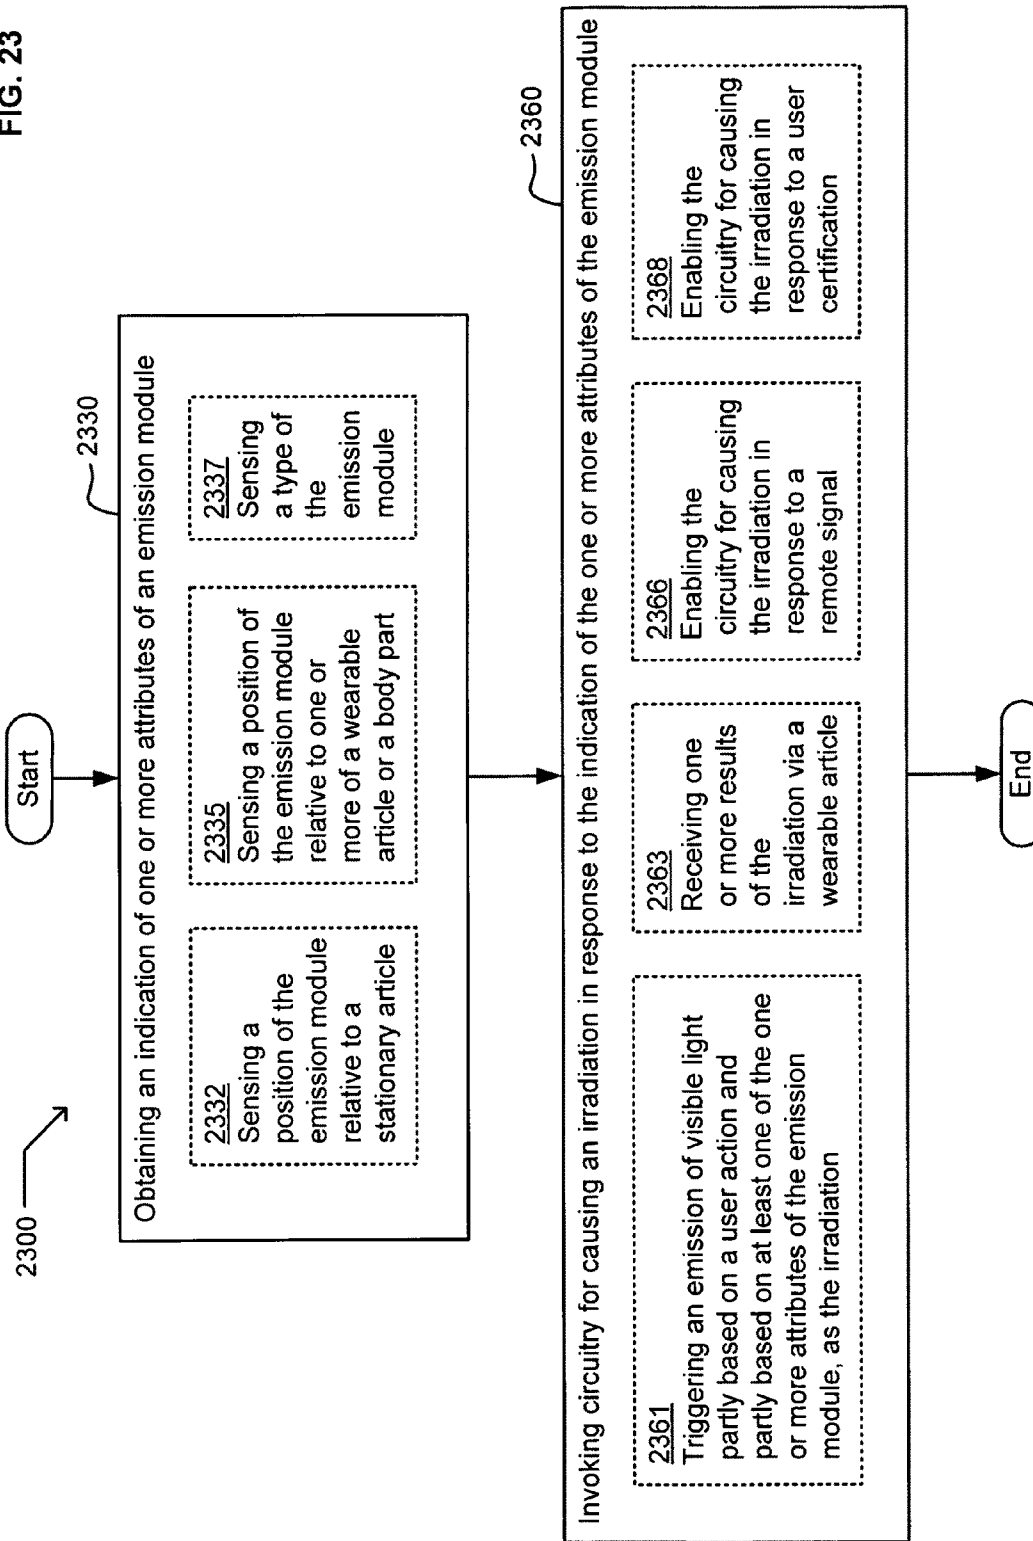 FIG. 23
2300
Start
2330
Obtaining an indication of one or more attributes of an emission module
2332
Sensing a
position of the
emission module
relative to a
stationary article
2335
Sensing a position of
the emission module
relative to one or
more of a wearable
article or a body part
2337
Sensing
a type of
the
emission
module
2360
Invoking circuitry for causing an irradiation in response to the indication of the one or more attributes of the emission module
2361
Triggering an emission of visible light
partly based on a user action and
partly based on at least one of the one
or more attributes of the emission
module, as the irradiation
2363
Receiving one
or more results
of the
irradiation via a
wearable article
2366
Enabling the
circuitry for causing
the irradiation in
response to a
remote signal
2368
Enabling the
circuitry for causing
the irradiation in
response to a user
certification
End